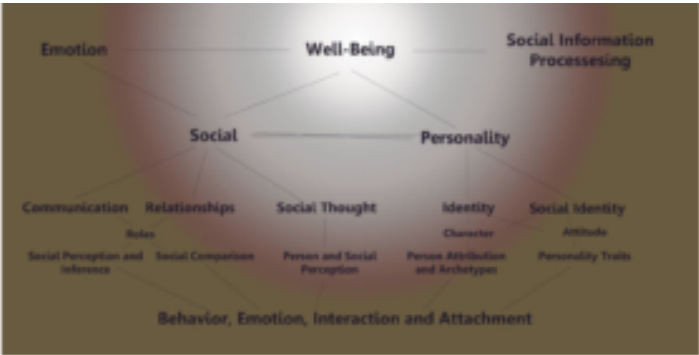 Emotion
Well-Being
Social Information
Processesing
Social
Personality
Communication
Relationships
Social Thought
Identity
Social Identity
Roles
Character
Attitude
Social Perception and
inference
Social Comparison
Person and Social
Perception
Person Attribution
and Archetypes
Personality Traits
Behavior, Emotion, Interaction and Attachment